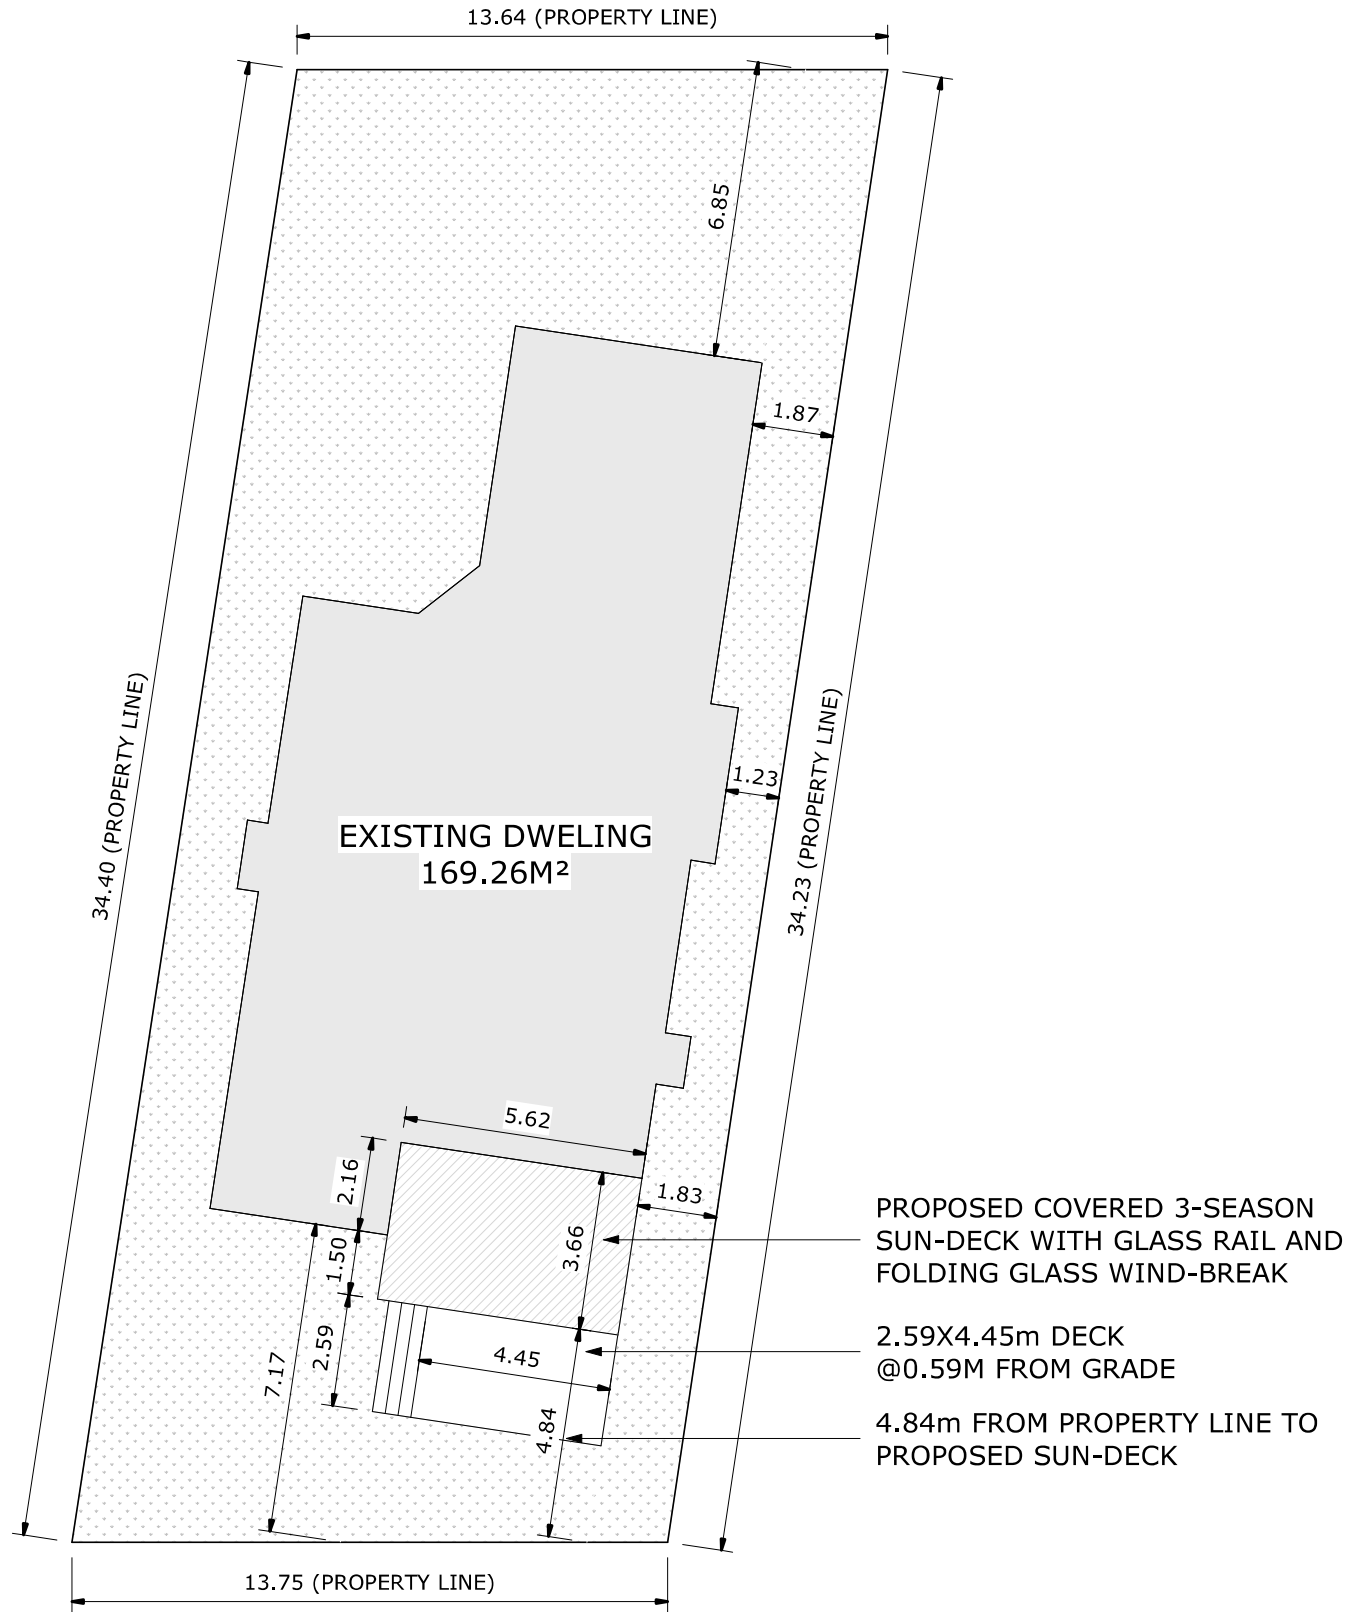 13.64 (PROPERTY LINE)
6.85
1.87
34.40 (PROPERTY LINE)
34.23 (PROPERTY LINE)
1.23
EXISTING DWELING
169.26M²
5.62
2.16
1.83
3.66
1.50
2.59
7.17
4.45
4.84
PROPOSED COVERED 3-SEASON
SUN-DECK WITH GLASS RAIL AND
FOLDING GLASS WIND-BREAK
2.59X4.45m DECK
@0.59M FROM GRADE
4.84m FROM PROPERTY LINE TO
PROPOSED SUN-DECK
13.75 (PROPERTY LINE)